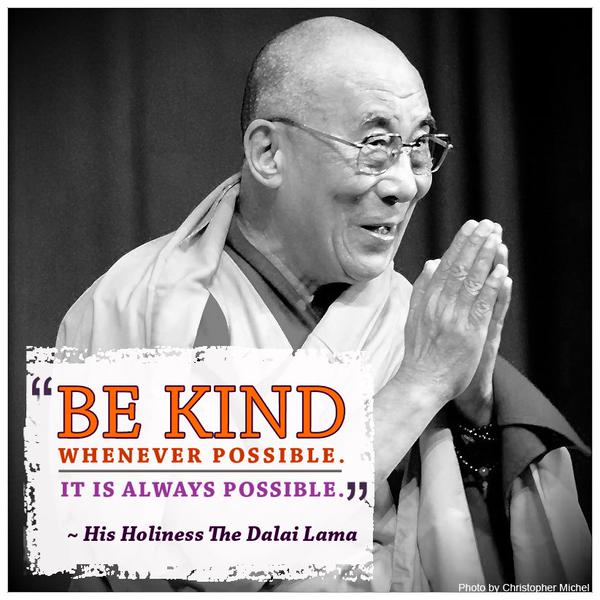 “BE KIND
WHENEVER POSSIBLE.
IT IS ALWAYS POSSIBLE.”
~ His Holiness The Dalai Lama
Photo by Christopher Michel